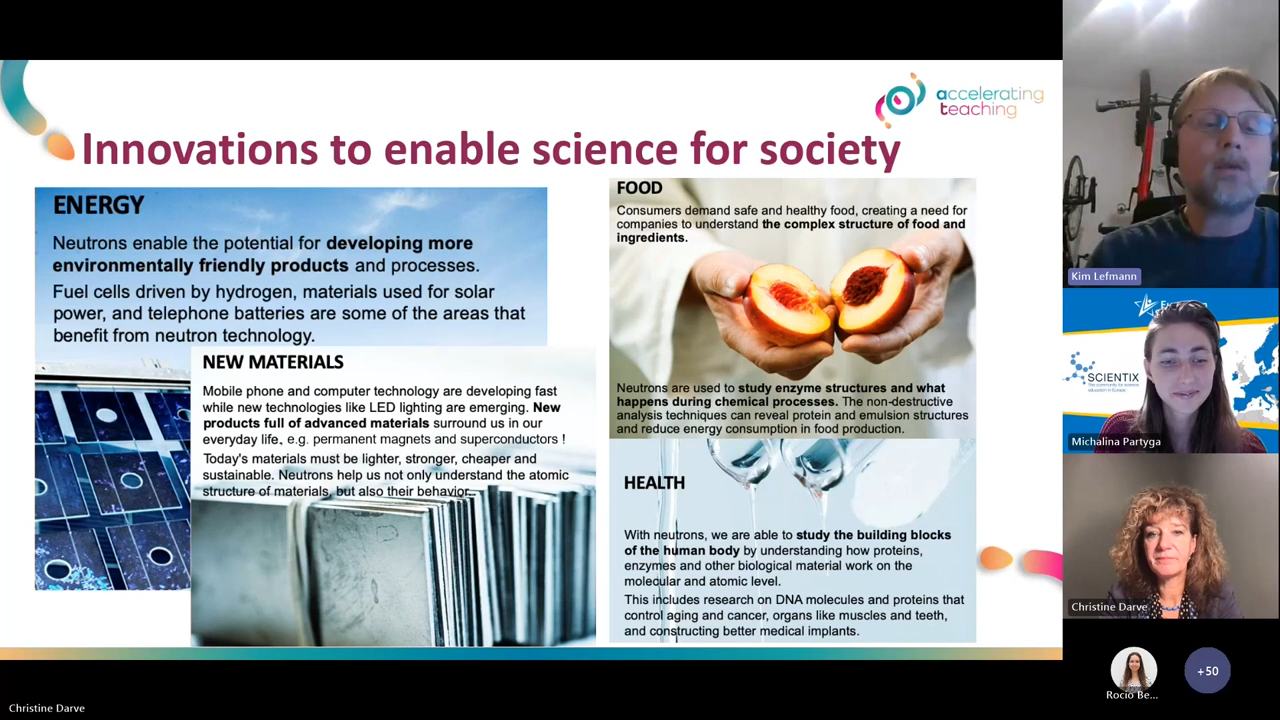 accelerating
teaching
Innovations to enable science for society
ENERGY
Neutrons enable the potential for developing more
environmentally friendly products and processes.
Fuel cells driven by hydrogen, materials used for solar
power, and telephone batteries are some of the areas that
benefit from neutron technology.
NEW MATERIALS
Mobile phone and computer technology are developing fast
while new technologies like LED lighting are emerging. New
products full of advanced materials surround us in our
everyday life, e.g. permanent magnets and superconductors !
Today's materials must be lighter, stronger, cheaper and
sustainable. Neutrons help us not only understand the atomic
structure of materials, but also their behavior...
FOOD
Consumers demand safe and healthy food, creating a need for
companies to understand the complex structure of food and
ingredients.
Neutrons are used to study enzyme structures and what
happens during chemical processes. The non-destructive
analysis techniques can reveal protein and emulsion structures
and reduce energy consumption in food production.
HEALTH
With neutrons, we are able to study the building blocks
of the human body by understanding how proteins,
enzymes and other biological material work on the
molecular and atomic level.
This includes research on DNA molecules and proteins that
control aging and cancer, organs like muscles and teeth,
and constructing better medical implants.
Kim Lefmann
SCIENTIX
Michalina Partyga
Christine Darve
Rocío Be...
+50
Christine Darve